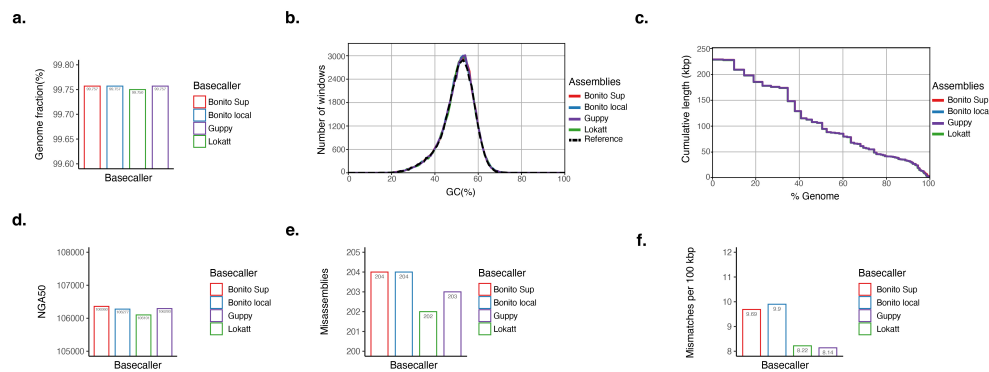 a.
99.80
99.75
99.65
99.60
Genome fraction(%)
99.757
99.757
99.757
Basecaller
Basecaller
Bonito Sup
Bonito local
Guppy
Lokatt
b.
3000
2400
1800
1200
600
0
Number of windows
0 20 40 60 80 100
GC(%)
Assemblies
Bonito Sup
Bonito local
Guppy
Lokatt
Reference
c.
250
200
150
100
50
0
Cumulative length (kbp)
0 20 40 60 80 100
% Genome
Assemblies
Bonito Sup
Bonito loca
Guppy
Lokatt
d.
108000
107000
106000
105000
NGA50
Basecaller
Basecaller
Bonito Sup
Bonito local
Guppy
Lokatt
e.
205
204
203
202
201
200
Misassemblies
204
204
202
203
Basecaller
Basecaller
Bonito Sup
Bonito local
Guppy
Lokatt
f.
12
11
10
9
8
Mismatches per 100 kbp
9.69
9.9
8.22
8.14
Basecaller
Basecaller
Bonito Sup
Bonito local
Guppy
Lokatt